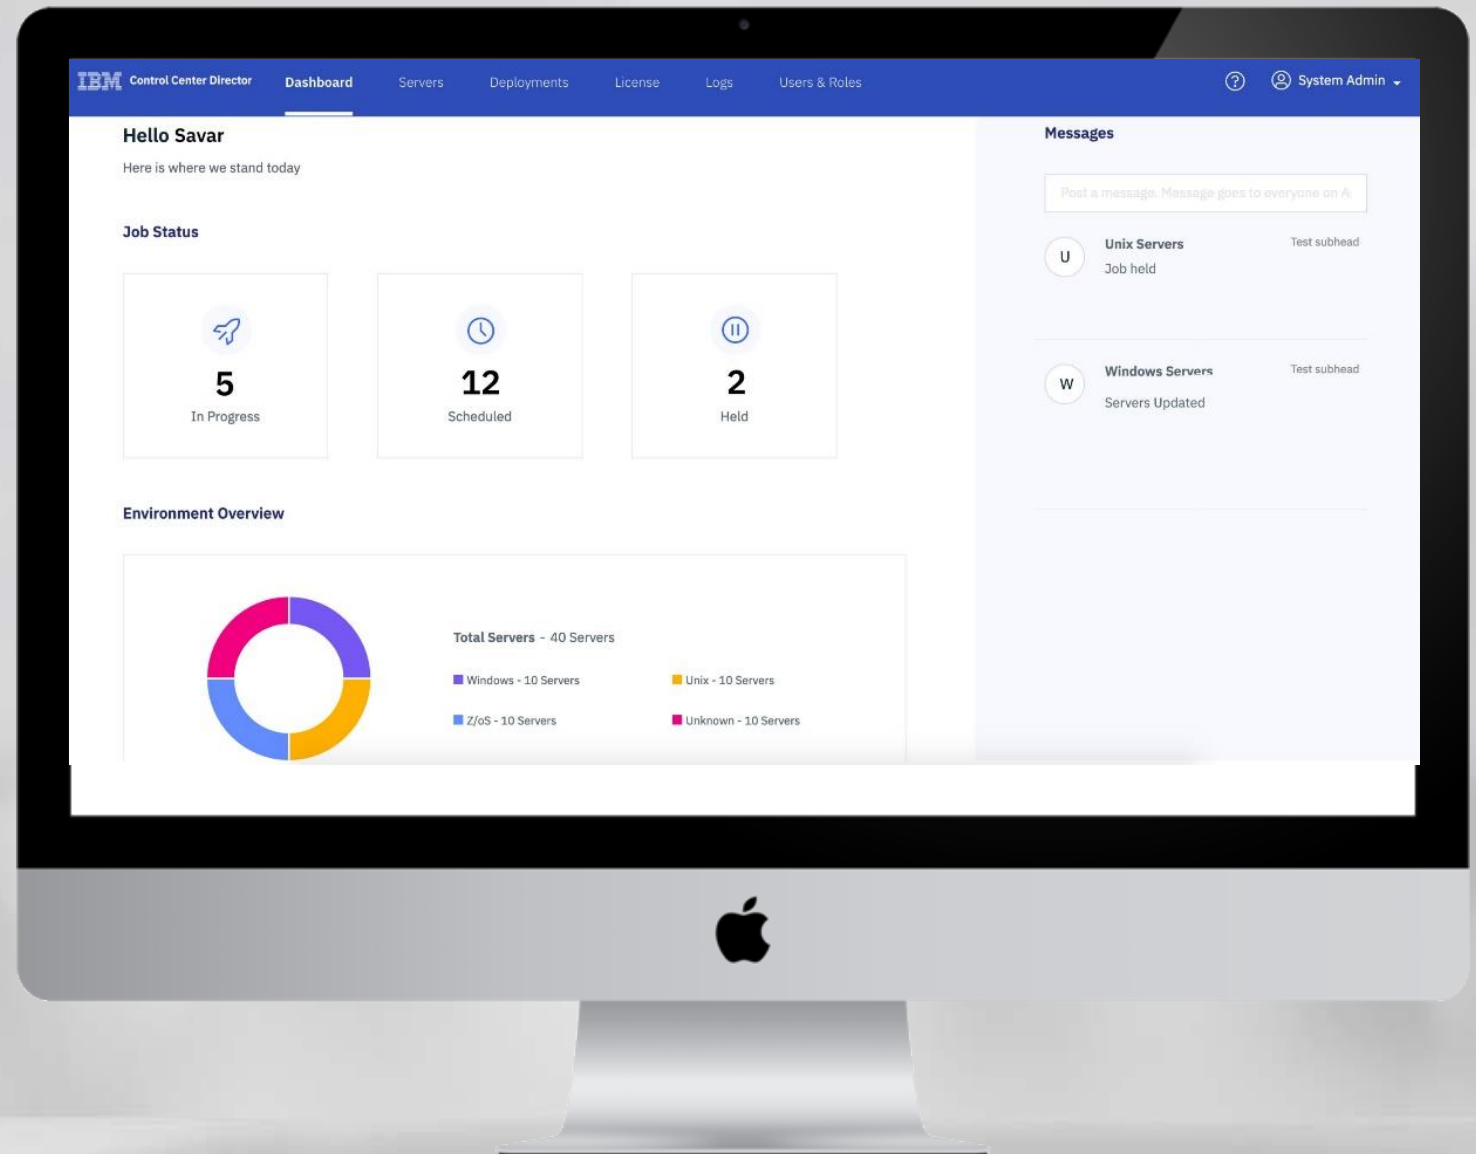 IBM Control Center Director Dashboard Servers Deployments License Logs Users & Roles ? System Admin
Hello Savar
Here is where we stand today
Job Status
5
In Progress
12
Scheduled
2
Held
Environment Overview
Total Servers - 40 Servers
Windows - 10 Servers
Unix - 10 Servers
Z/oS - 10 Servers
Unknown - 10 Servers
Messages
Post a message. Message goes to everyone on A
U
Unix Servers
Test subhead
Job held
W
Windows Servers
Test subhead
Servers Updated